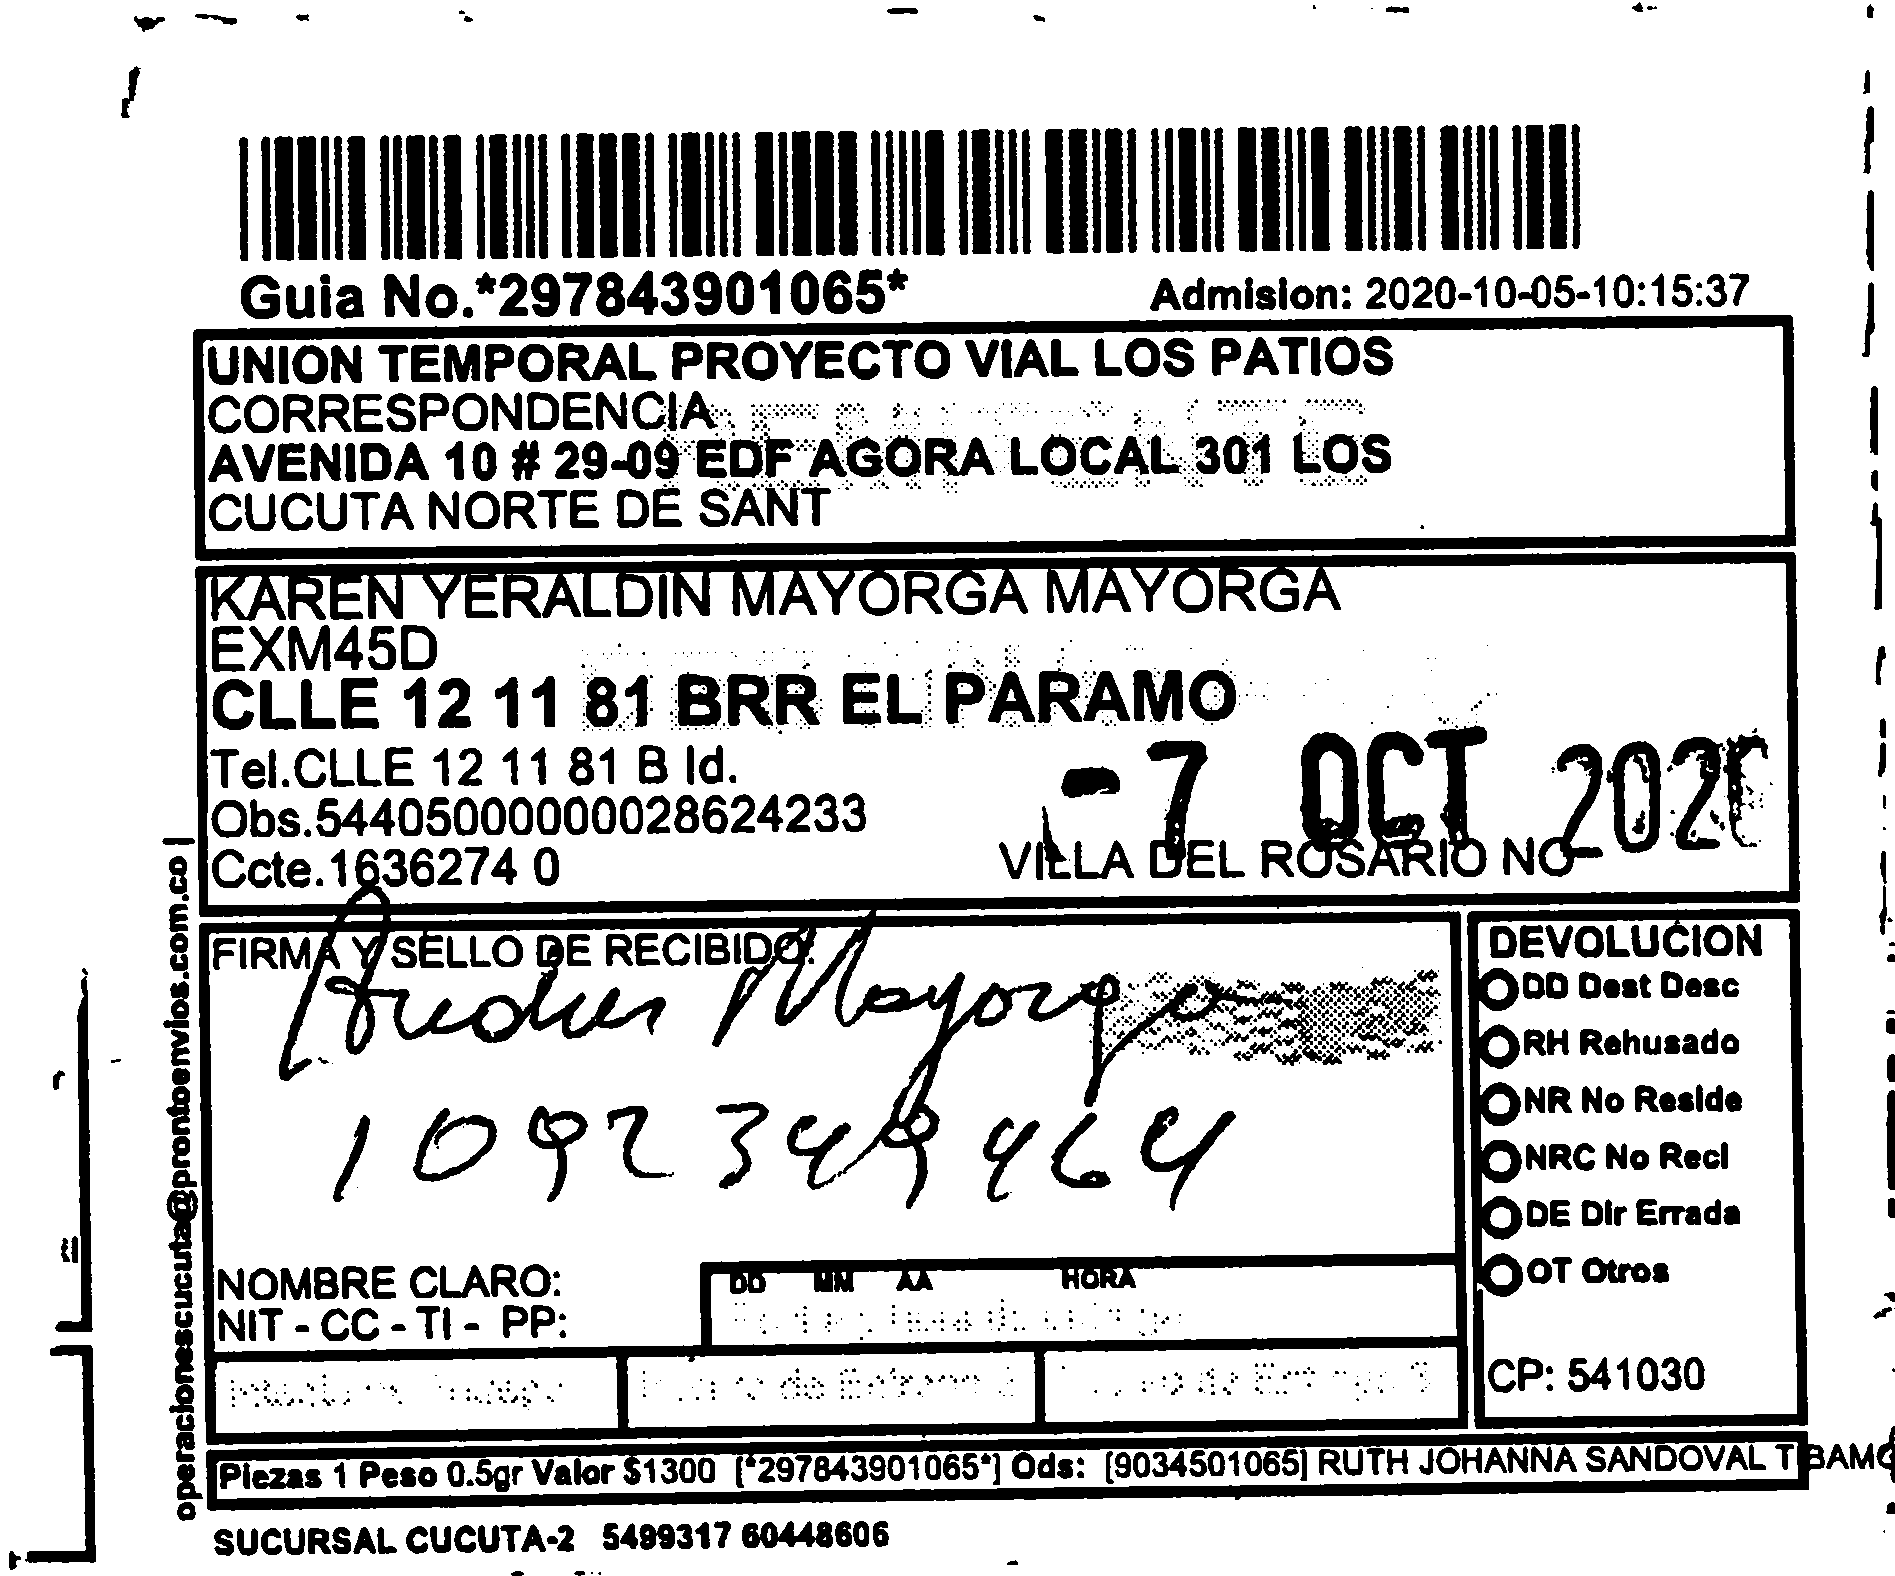 Guia No.*297843901065*
Admision: 2020-10-05-10:15:37
UNION TEMPORAL PROYECTO VIAL LOS PATIOS
CORRESPONDENCIA
AVENIDA 10 # 29-09 EDF AGORA LOCAL 301 LOS
CUCUTA NORTE DE SANT
KAREN YERALDIN MAYORGA MAYORGA
EXM45D
CLLE 12 11 81 BRR EL PARAMO
Tel.CLLE 12 11 81 B Id.
-7 OCT 2020
Obs.544050000000028624233
Ccte.1636274 0
VILLA DEL ROSARIO NO
FIRMA Y SELLO DE RECIBIDO:
Mayorga
1092349464
NOMBRE CLARO:
NIT - CC - TI - PP:
DD MM AA HORA
DEVOLUCION
DD Dest Desc
RH Rehusado
NR No Reside
NRC No Recl
DE Dir Errada
OT Otros
CP: 541030
Piezas 1 Peso 0.5gr Valor $1300 [*297843901065*] Ods: [9034501065] RUTH JOHANNA SANDOVAL TIBAMO
SUCURSAL CUCUTA-2 5499317 60448606
operacionescucuta@prontoenvios.com.co |